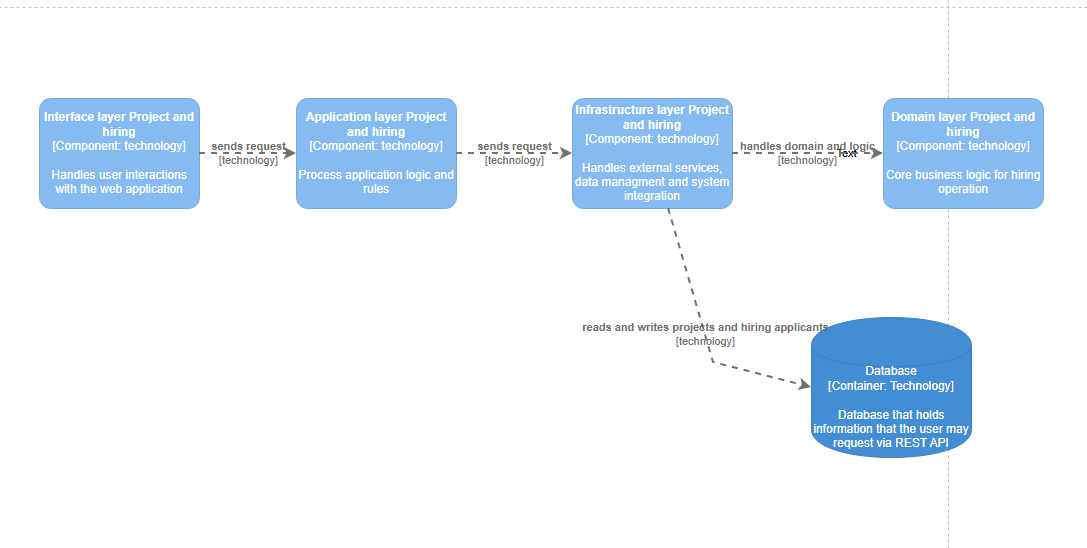 Interface layer Project and
hiring
[Component: technology]
Handles user interactions
with the web application
sends request
[technology]
Application layer Project
and hiring
[Component: technology]
Process application logic and
rules
sends request
[technology]
Infrastructure layer Project
and hiring
[Component: technology]
Handles external services,
data managment and system
integration
handles domain and logic
[technology]
Text
Domain layer Project and
hiring
[Component: technology]
Core business logic for hiring
operation
reads and writes projects and hiring applicants
[technology]
Database
[Container: Technology]
Database that holds
information that the user may
request via REST API